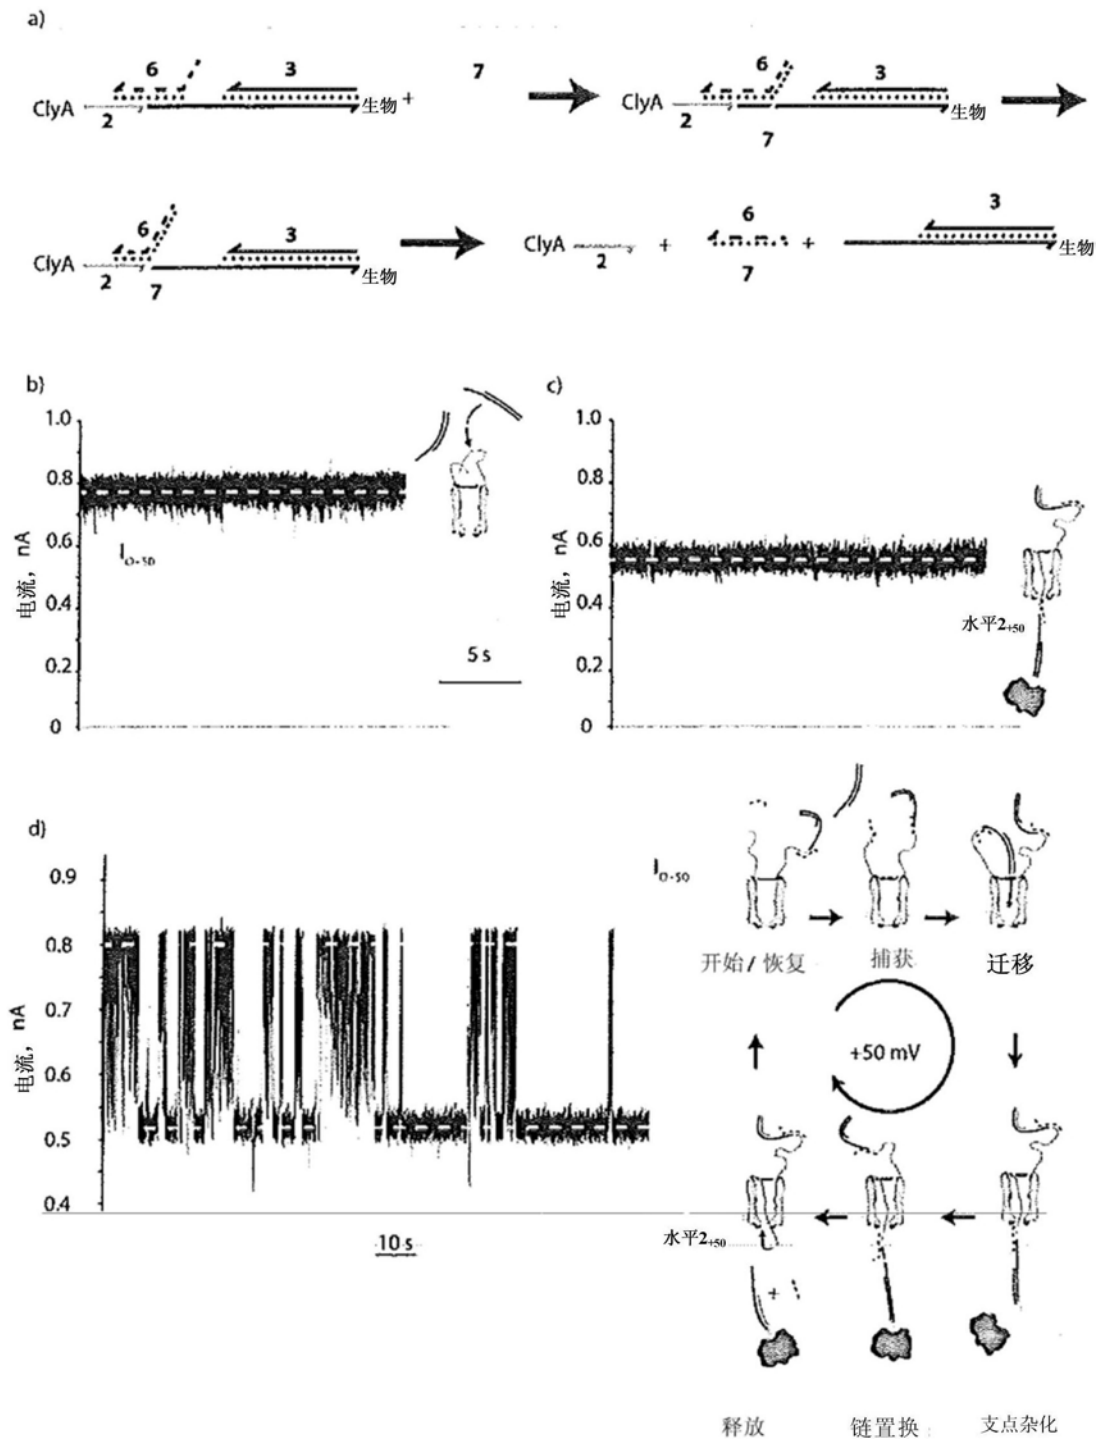 a)
6 3 7 6 3
ClyA 生物 + ClyA 生物
2 2 7
6 3 6 3
ClyA 生物 ClyA + + 生物
2 7 2 7
b) c)
1.0 1.0
0.8 0.8
0.6 0.6
0.4 0.4
0.2 0.2
0 0
电流，nA 电流，nA
I₀₊₅₀
5 s
水平2₊₅₀
d)
0.9
0.8
0.7
0.6
0.5
0.4
电流，nA
10 s
I₀₊₅₀
开始/恢复 捕获 迁移
+50 mV
水平2₊₅₀
+
释放 链置换 支点杂化